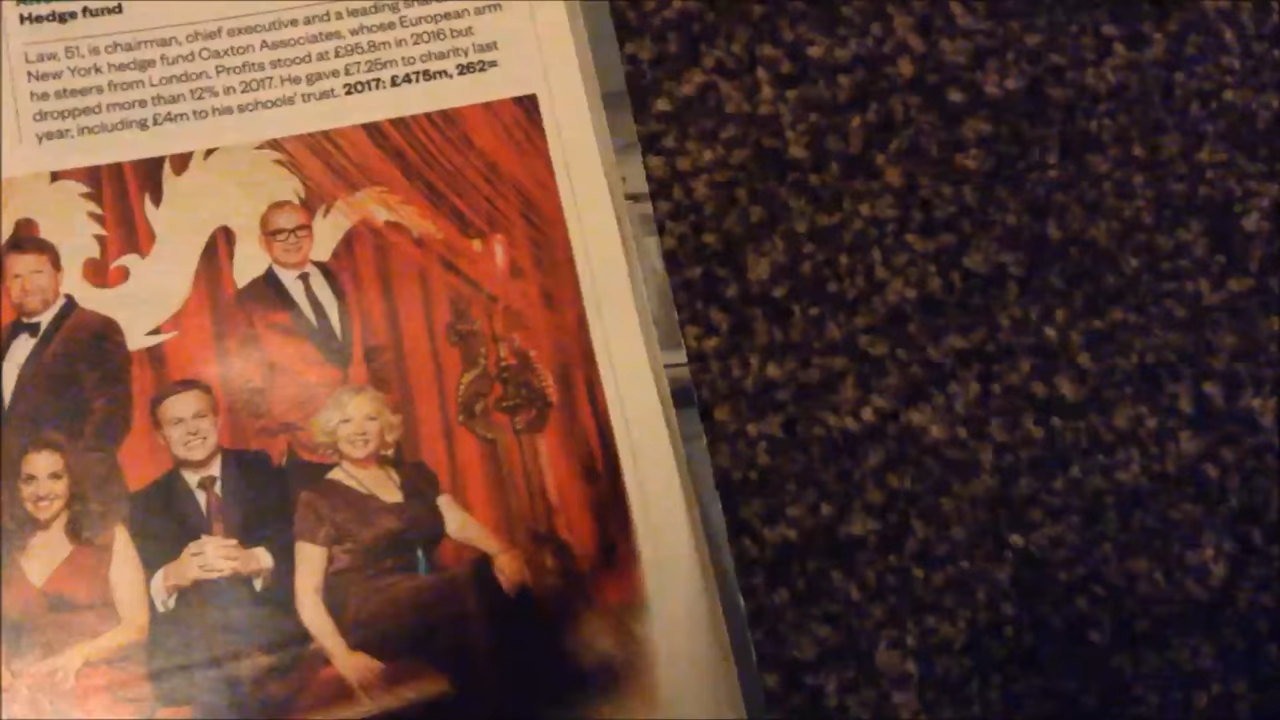 Hedge fund
Law, 51, is chairman, chief executive and a leading
New York hedge fund Caxton Associates, whose European arm
he steers from London. Profits stood at £95.8m in 2016 but
dropped more than 12% in 2017. He gave £7.25m to charity last
year, including £4m to his schools' trust. 2017: £475m, 262=